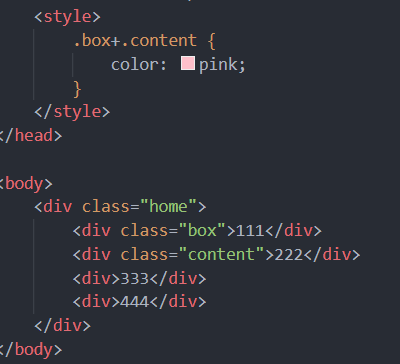 <style>
.box+.content {
color: pink;
}
</style>
</head>
<body>
<div class="home">
<div class="box">111</div>
<div class="content">222</div>
<div>333</div>
<div>444</div>
</div>
</body>